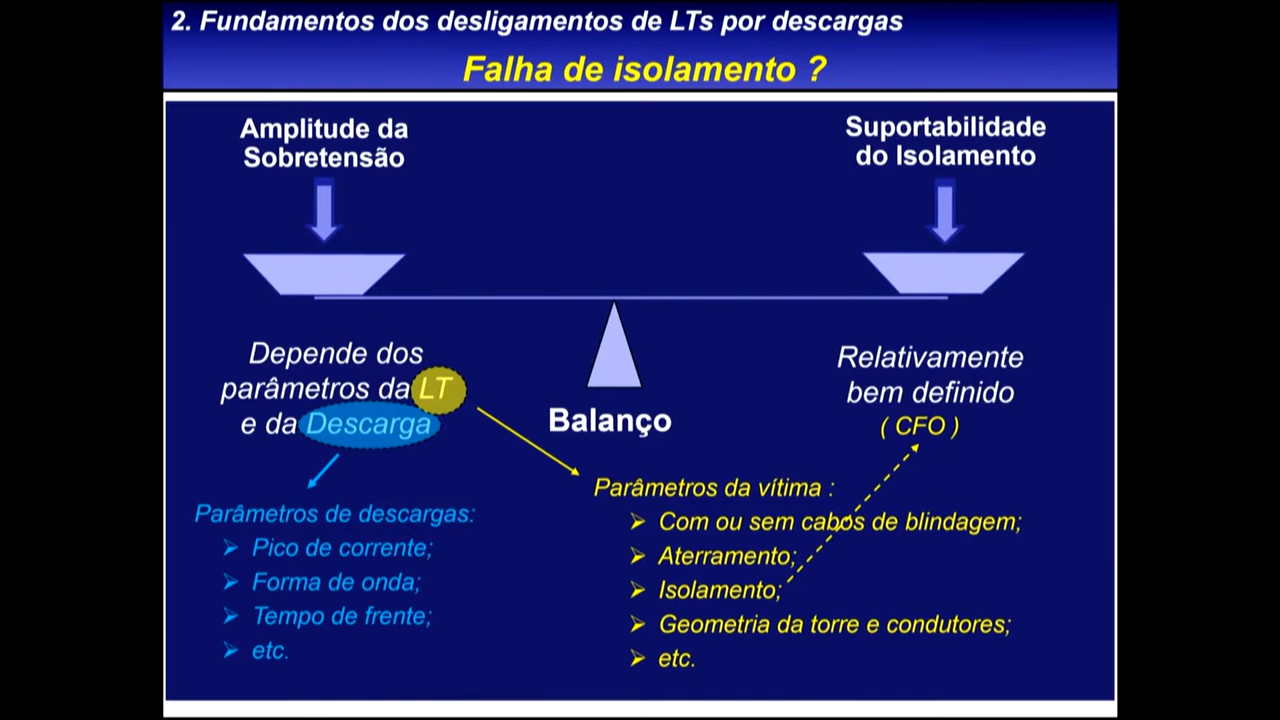 2. Fundamentos dos desligamentos de LTs por descargas
Falha de isolamento ?
Amplitude da
Sobretensão
Suportabilidade
do Isolamento
Depende dos
parâmetros da LT
e da Descarga
Balanço
Relativamente
bem definido
( CFO )
Parâmetros de descargas:
Pico de corrente;
Forma de onda;
Tempo de frente;
etc.
Parâmetros da vítima :
Com ou sem cabos de blindagem;
Aterramento;
Isolamento;
Geometria da torre e condutores;
etc.